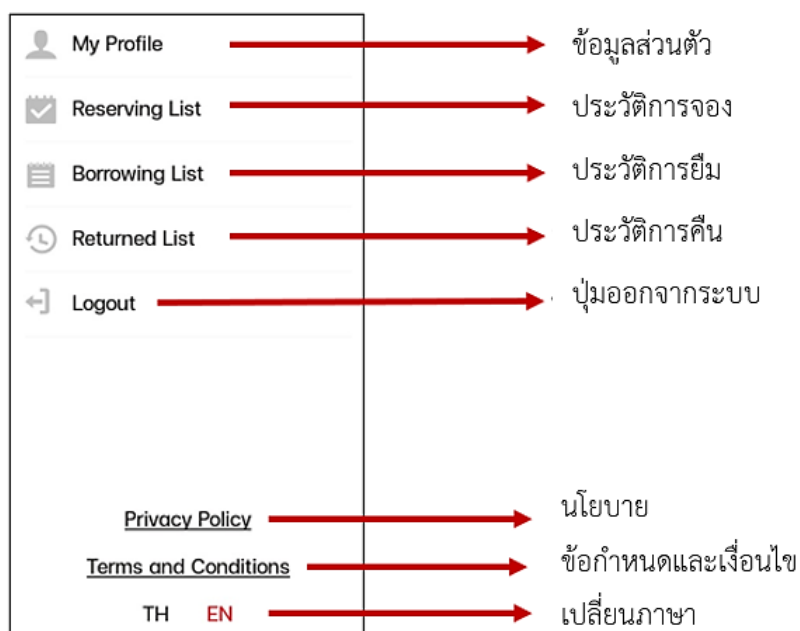 My Profile ข้อมูลส่วนตัว
Reserving List ประวัติการจอง
Borrowing List ประวัติการยืม
Returned List ประวัติการคืน
Logout ปุ่มออกจากระบบ
Privacy Policy นโยบาย
Terms and Conditions ข้อกำหนดและเงื่อนไข
TH EN เปลี่ยนภาษา